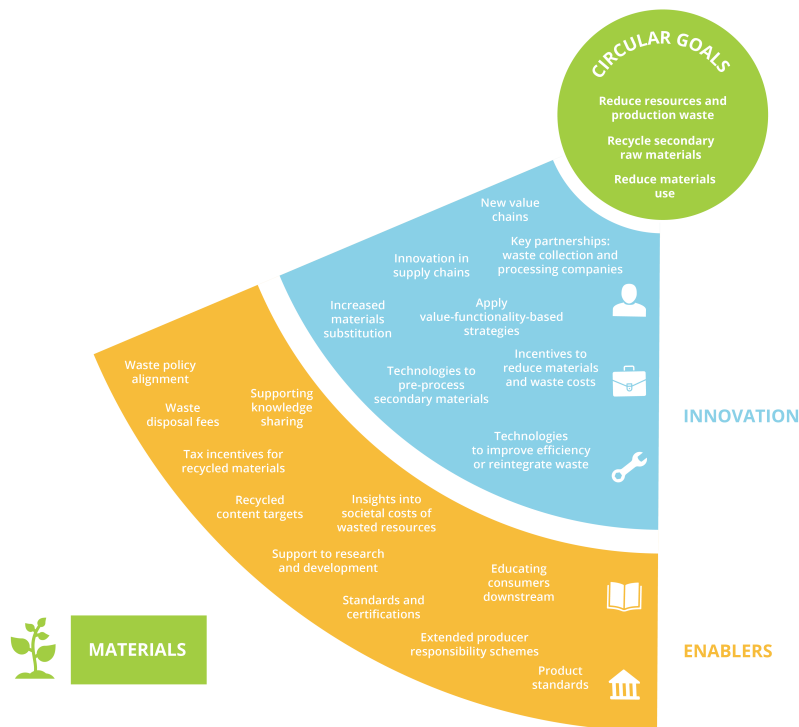 CIRCULAR GOALS
Reduce resources and
production waste
Recycle secondary
raw materials
Reduce materials
use
New value
chains
Key partnerships:
waste collection and
processing companies
Innovation in
supply chains
Increased
materials
substitution
Apply
value-functionality-based
strategies
Incentives to
reduce materials
and waste costs
Technologies to
pre-process
secondary materials
Technologies
to improve efficiency
or reintegrate waste
INNOVATION
Waste policy
alignment
Supporting
knowledge
sharing
Waste
disposal fees
Tax incentives for
recycled materials
Recycled
content targets
Insights into
societal costs of
wasted resources
Support to research
and development
Educating
consumers
downstream
Standards and
certifications
Extended producer
responsibility schemes
Product
standards
ENABLERS
MATERIALS